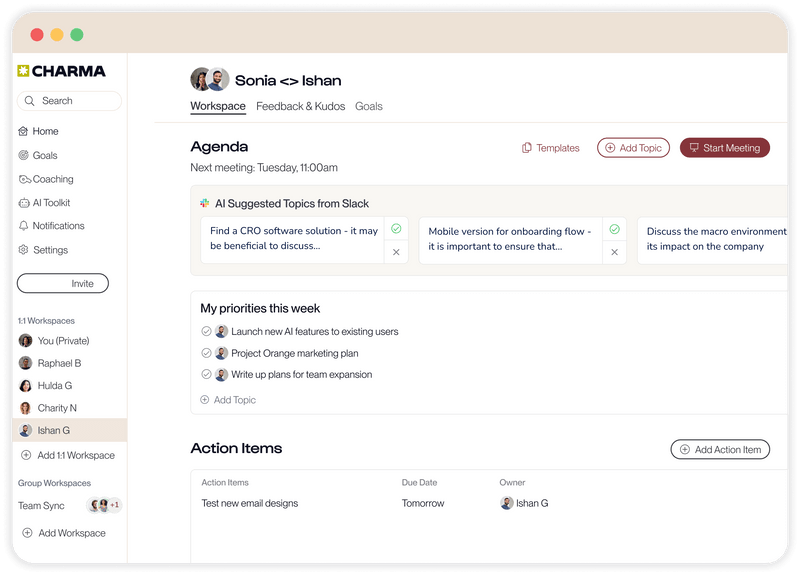 CHARMA
Search
Home
Goals
Coaching
AI Toolkit
Notifications
Settings
Invite
1:1 Workspaces
You (Private)
Raphael B
Hulda G
Charity N
Ishan G
Add 1:1 Workspace
Group Workspaces
Team Sync +1
Add Workspace
Sonia <> Ishan
Workspace Feedback & Kudos Goals
Agenda
Templates Add Topic Start Meeting
Next meeting: Tuesday, 11:00am
AI Suggested Topics from Slack
Find a CRO software solution - it may
be beneficial to discuss...
Mobile version for onboarding flow -
it is important to ensure that...
Discuss the macro environment
its impact on the company
My priorities this week
Launch new AI features to existing users
Project Orange marketing plan
Write up plans for team expansion
Add Topic
Action Items
Add Action Item
Action Items Due Date Owner
Test new email designs Tomorrow Ishan G